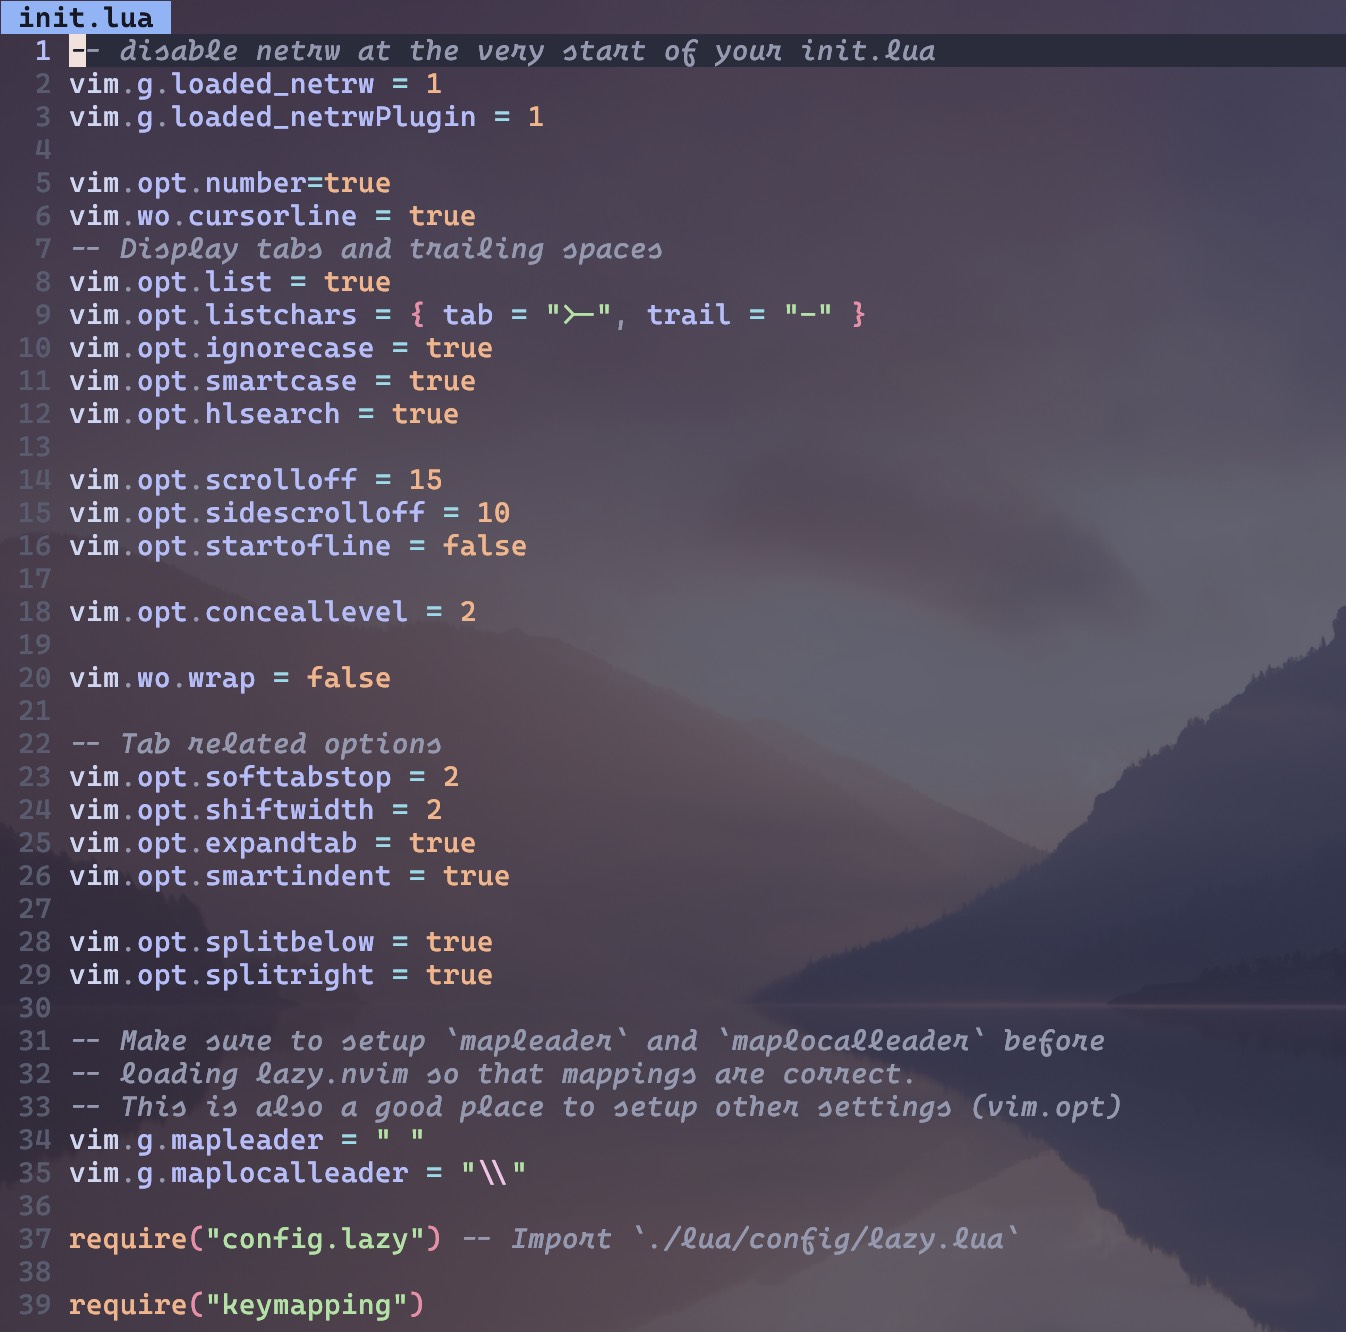 init.lua
1 -- disable netrw at the very start of your init.lua
2 vim.g.loaded_netrw = 1
3 vim.g.loaded_netrwPlugin = 1
4
5 vim.opt.number=true
6 vim.wo.cursorline = true
7 -- Display tabs and trailing spaces
8 vim.opt.list = true
9 vim.opt.listchars = { tab = ">-", trail = "-" }
10 vim.opt.ignorecase = true
11 vim.opt.smartcase = true
12 vim.opt.hlsearch = true
13
14 vim.opt.scrolloff = 15
15 vim.opt.sidescrolloff = 10
16 vim.opt.startofline = false
17
18 vim.opt.conceallevel = 2
19
20 vim.wo.wrap = false
21
22 -- Tab related options
23 vim.opt.softtabstop = 2
24 vim.opt.shiftwidth = 2
25 vim.opt.expandtab = true
26 vim.opt.smartindent = true
27
28 vim.opt.splitbelow = true
29 vim.opt.splitright = true
30
31 -- Make sure to setup `mapleader` and `maplocalleader` before
32 -- loading lazy.nvim so that mappings are correct.
33 -- This is also a good place to setup other settings (vim.opt)
34 vim.g.mapleader = " "
35 vim.g.maplocalleader = "\\"
36
37 require("config.lazy") -- Import `./lua/config/lazy.lua`
38
39 require("keymapping")